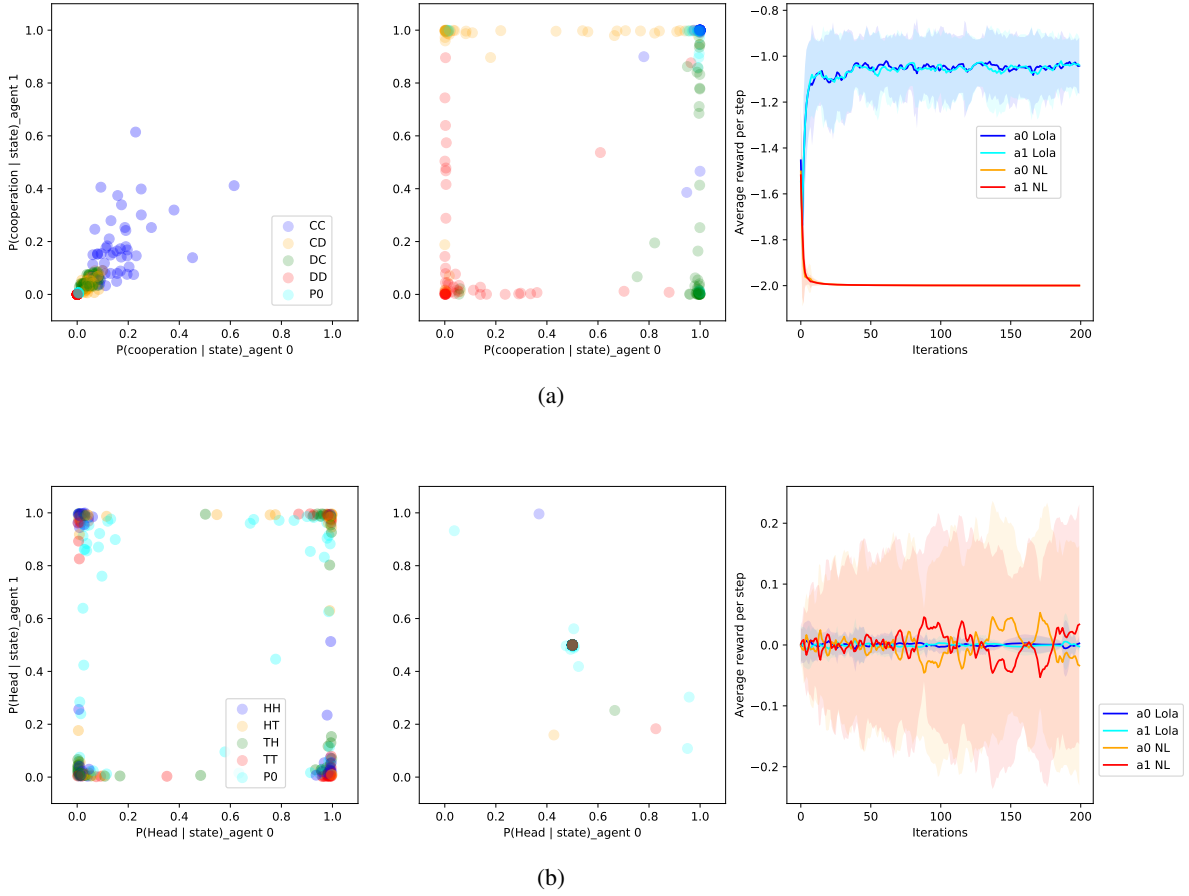 1.0
0.8
0.6
0.4
0.2
0.0
P(cooperation | state)_agent 1
0.0 0.2 0.4 0.6 0.8 1.0
P(cooperation | state)_agent 0
CC
CD
DC
DD
P0
1.0
0.8
0.6
0.4
0.2
0.0
0.0 0.2 0.4 0.6 0.8 1.0
P(cooperation | state)_agent 0
−0.8
−1.0
−1.2
−1.4
−1.6
−1.8
−2.0
Average reward per step
0 50 100 150 200
Iterations
a0 Lola
a1 Lola
a0 NL
a1 NL
(a)
1.0
0.8
0.6
0.4
0.2
0.0
P(Head | state)_agent 1
0.0 0.2 0.4 0.6 0.8 1.0
P(Head | state)_agent 0
HH
HT
TH
TT
P0
1.0
0.8
0.6
0.4
0.2
0.0
0.0 0.2 0.4 0.6 0.8 1.0
P(Head | state)_agent 0
0.2
0.1
0.0
−0.1
−0.2
Average reward per step
0 50 100 150 200
Iterations
a0 Lola
a1 Lola
a0 NL
a1 NL
(b)